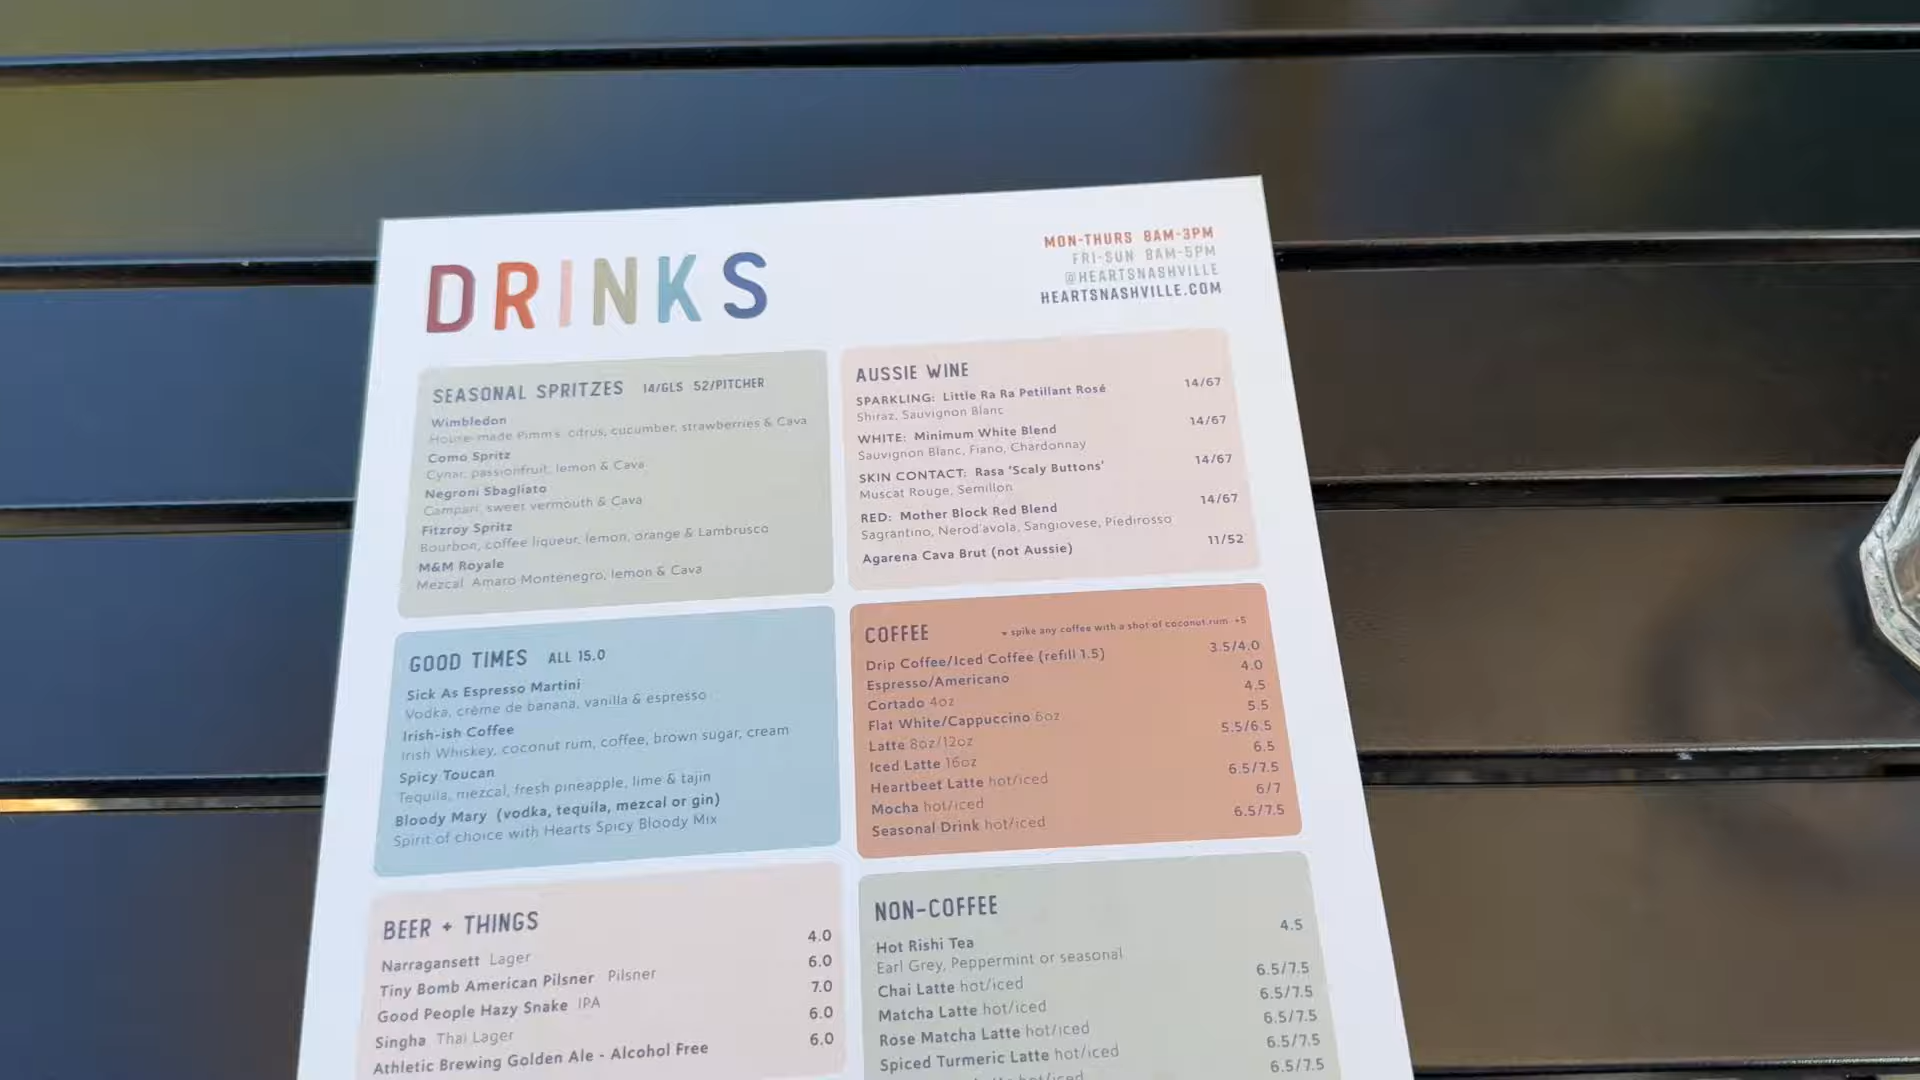 DRINKS
MON-THURS 8AM-3PM
FRI-SUN 8AM-5PM
@HEARTSNASHVILLE
HEARTSNASHVILLE.COM
SEASONAL SPRITZES 14/GLS 52/PITCHER
Wimbledon
House-made Pimm's, citrus, cucumber, strawberries & Cava
Como Spritz
Cynar, passionfruit, lemon & Cava
Negroni Sbagliato
Campari, sweet vermouth & Cava
Fitzroy Spritz
Bourbon, coffee liqueur, lemon, orange & Lambrusco
M&M Royale
Mezcal, Amaro Montenegro, lemon & Cava
AUSSIE WINE
SPARKLING: Little Ra Ra Petillant Rosé 14/67
Shiraz, Sauvignon Blanc
WHITE: Minimum White Blend 14/67
Sauvignon Blanc, Fiano, Chardonnay
SKIN CONTACT: Rasa ‘Scaly Buttons’ 14/67
Muscat Rouge, Semillon
RED: Mother Block Red Blend 14/67
Sagrantino, Nerod'avola, Sangiovese, Piedirosso
Agarena Cava Brut (not Aussie) 11/52
GOOD TIMES ALL 15.0
Sick As Espresso Martini
Vodka, crème de banana, vanilla & espresso
Irish-ish Coffee
Irish Whiskey, coconut rum, coffee, brown sugar, cream
Spicy Toucan
Tequila, mezcal, fresh pineapple, lime & tajin
Bloody Mary (vodka, tequila, mezcal or gin)
Spirit of choice with Hearts Spicy Bloody Mix
COFFEE + spike any coffee with a shot of coconut rum +5
Drip Coffee/Iced Coffee (refill 1.5) 3.5/4.0
Espresso/Americano 4.0
Cortado 4oz 4.5
Flat White/Cappuccino 6oz 5.5
Latte 8oz/12oz 5.5/6.5
Iced Latte 16oz 6.5
Heartbeet Latte hot/iced 6.5/7.5
Mocha hot/iced 6/7
Seasonal Drink hot/iced 6.5/7.5
BEER + THINGS
Narragansett Lager 4.0
Tiny Bomb American Pilsner Pilsner 6.0
Good People Hazy Snake IPA 7.0
Singha Thai Lager 6.0
Athletic Brewing Golden Ale - Alcohol Free 6.0
NON-COFFEE
Hot Rishi Tea 4.5
Earl Grey, Peppermint or seasonal
Chai Latte hot/iced 6.5/7.5
Matcha Latte hot/iced 6.5/7.5
Rose Matcha Latte hot/iced 6.5/7.5
Spiced Turmeric Latte hot/iced 6.5/7.5
Latte hot/iced 6.5/7.5